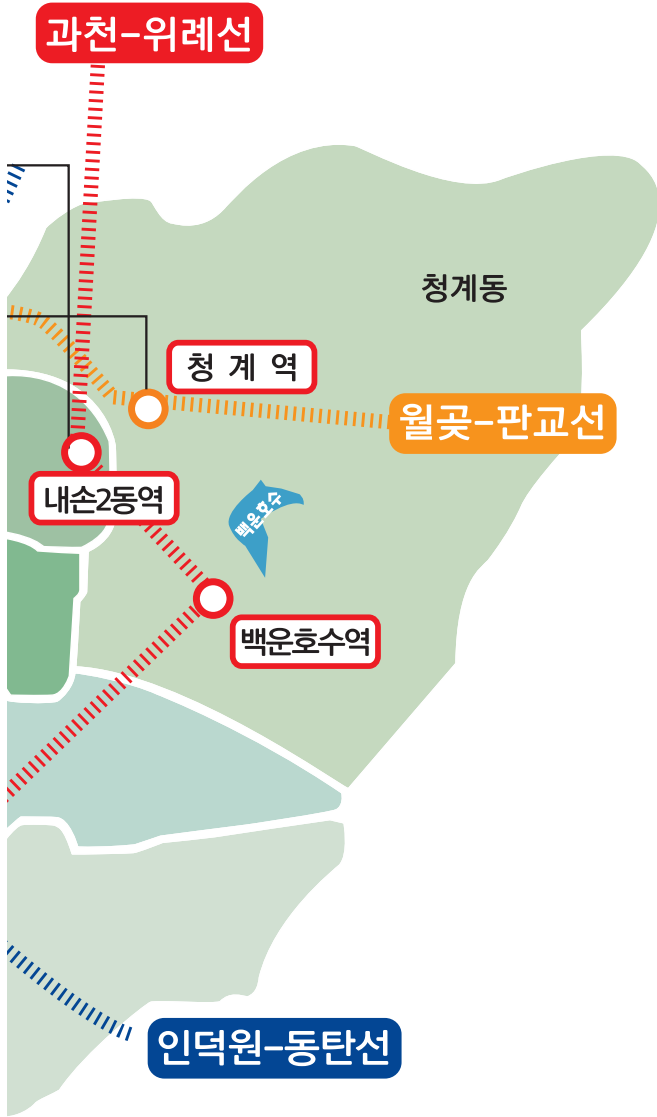 과천-위례선
청계동
청 계 역
월곶-판교선
내손2동역
백운호수
백운호수역
인덕원-동탄선